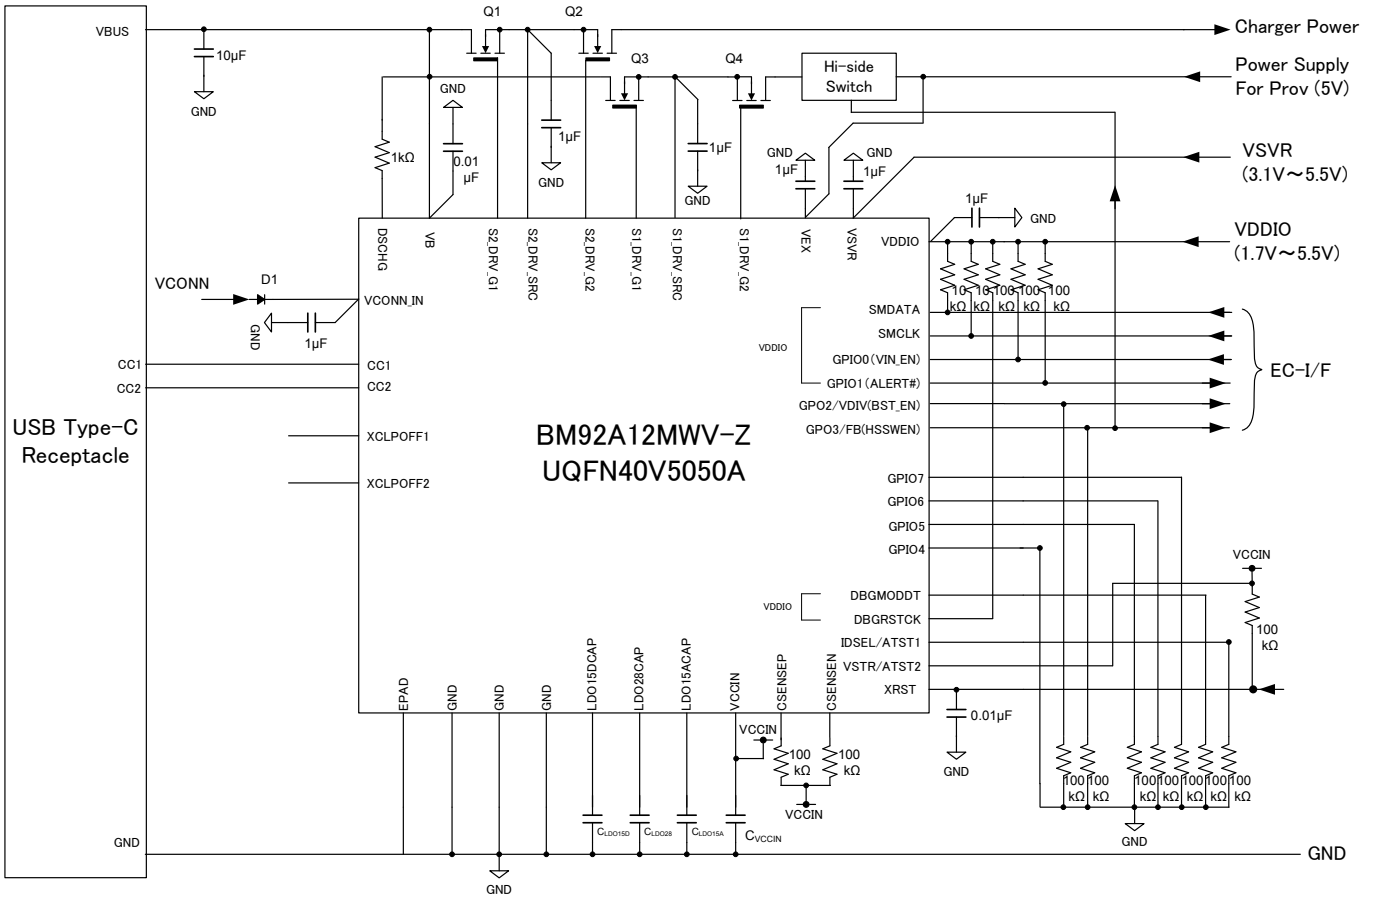 Q1
Q2
Charger Power
VBUS
10μF
GND
GND
Q3
Q4
Hi-side
Switch
Power Supply
For Prov (5V)
1μF
GND
1μF
GND
1kΩ
0.01
μF
GND
1μF
GND
1μF
VSVR
(3.1V～5.5V)
1μF
GND
VDDIO
(1.7V～5.5V)
DSCHG
VB
S2_DRV_G1
S2_DRV_SRC
S2_DRV_G2
S1_DRV_G1
S1_DRV_SRC
S1_DRV_G2
VEX
VSVR
VDDIO
VCONN
D1
VCONN_IN
GND
1μF
10
kΩ
10
kΩ
100
kΩ
100
kΩ
100
kΩ
VDDIO
SMDATA
SMCLK
GPIO0(VIN_EN)
GPIO1(ALERT#)
GPO2/VDIV(BST_EN)
GPO3/FB(HSSWEN)
EC-I/F
CC1
CC1
CC2
CC2
USB Type-C
Receptacle
XCLPOFF1
XCLPOFF2
BM92A12MWV-Z
UQFN40V5050A
GPIO7
GPIO6
GPIO5
GPIO4
VCCIN
VDDIO
DBGMODDT
DBGRSTCK
IDSEL/ATST1
VSTR/ATST2
XRST
100
kΩ
0.01μF
GND
EPAD
GND
GND
GND
LDO15DCAP
LDO28CAP
LDO15ACAP
VCCIN
CSENSEP
CSENSEN
VCCIN
100
kΩ
100
kΩ
VCCIN
100
kΩ
100
kΩ
100
kΩ
100
kΩ
100
kΩ
100
kΩ
100
kΩ
GND
CLDO15D
CLDO28
CLDO15A
CVCCIN
GND
GND
GND